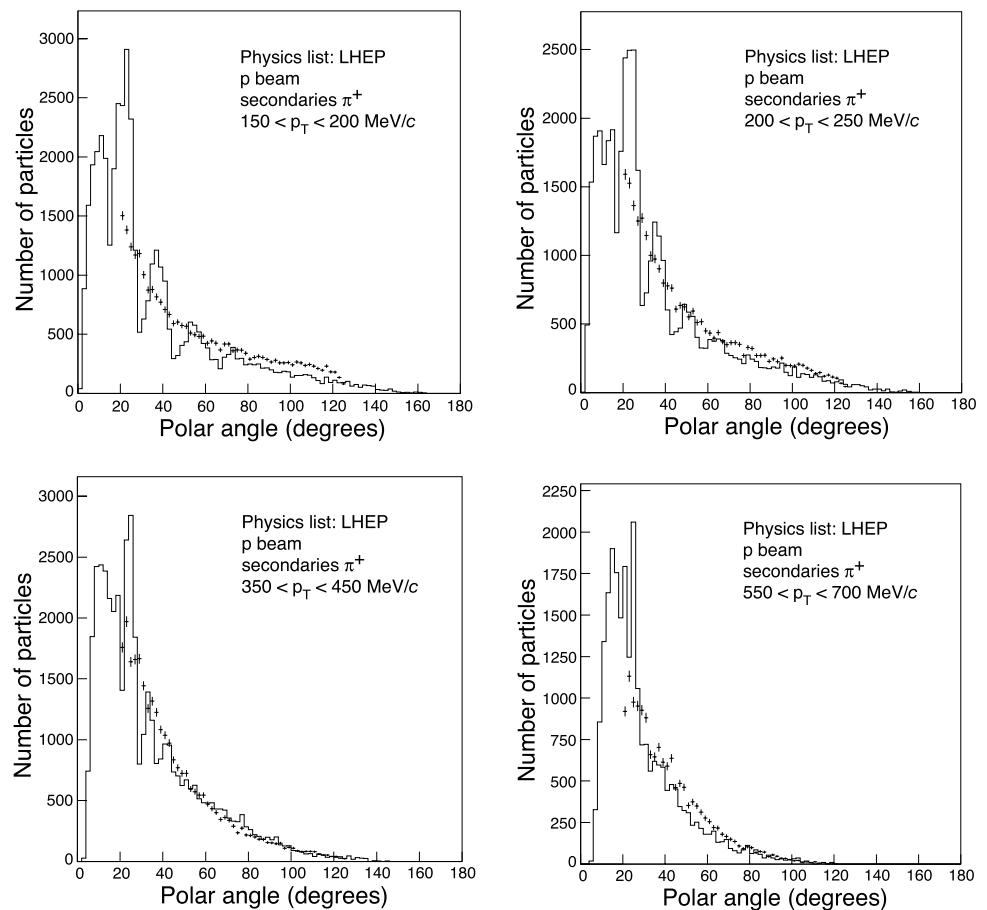 3000
2500
2000
1500
1000
500
0
Number of particles
Physics list: LHEP
p beam
secondaries π+
150 < pT < 200 MeV/c
0 20 40 60 80 100 120 140 160 180
Polar angle (degrees)
2500
2000
1500
1000
500
0
Number of particles
Physics list: LHEP
p beam
secondaries π+
200 < pT < 250 MeV/c
0 20 40 60 80 100 120 140 160 180
Polar angle (degrees)
3000
2500
2000
1500
1000
500
0
Number of particles
Physics list: LHEP
p beam
secondaries π+
350 < pT < 450 MeV/c
0 20 40 60 80 100 120 140 160 180
Polar angle (degrees)
2250
2000
1750
1500
1250
1000
750
500
250
0
Number of particles
Physics list: LHEP
p beam
secondaries π+
550 < pT < 700 MeV/c
0 20 40 60 80 100 120 140 160 180
Polar angle (degrees)